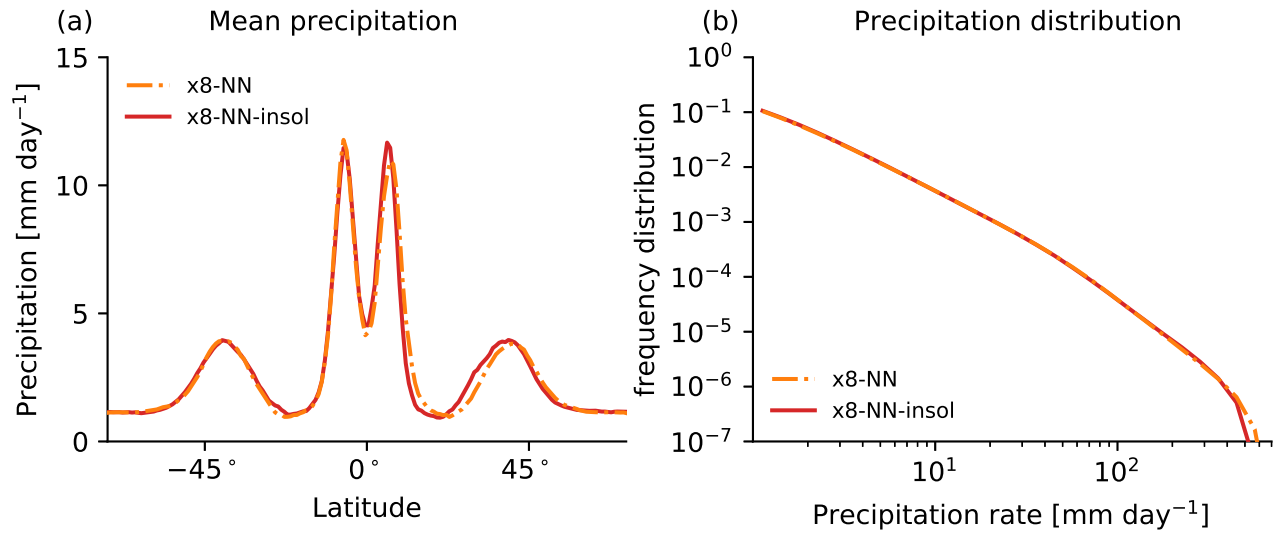 (a) Mean precipitation
Precipitation [mm day⁻¹]
15
10
5
0
x8-NN
x8-NN-insol
−45° 0° 45°
Latitude
(b) Precipitation distribution
frequency distribution
10⁰
10⁻¹
10⁻²
10⁻³
10⁻⁴
10⁻⁵
10⁻⁶
10⁻⁷
x8-NN
x8-NN-insol
10¹ 10²
Precipitation rate [mm day⁻¹]